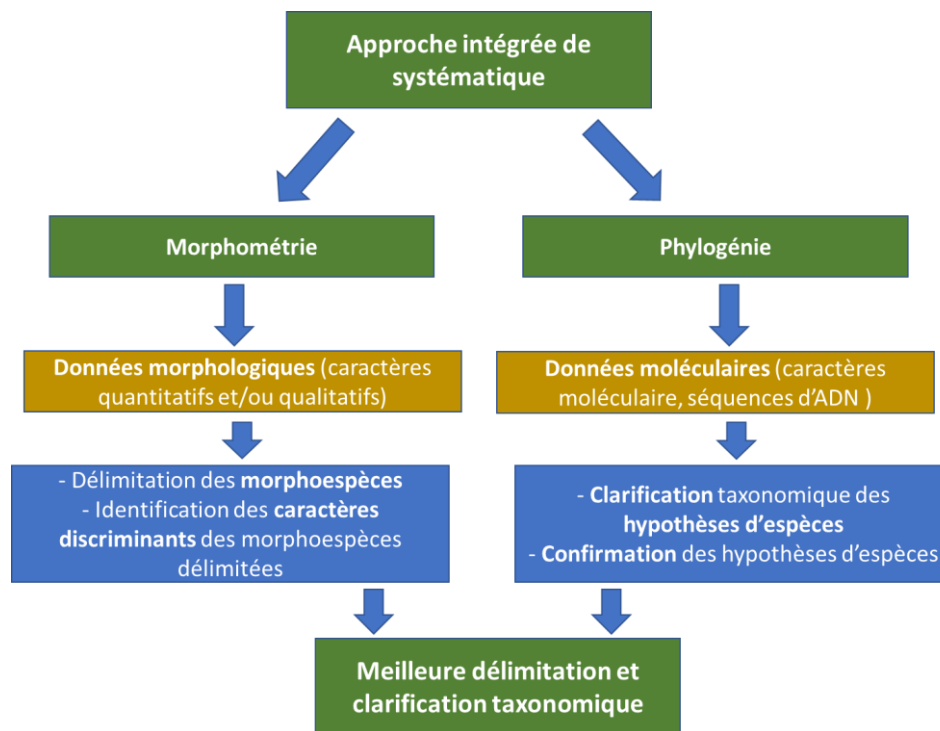 Approche intégrée de
systématique
Morphométrie
Phylogénie
Données morphologiques (caractères
quantitatifs et/ou qualitatifs)
Données moléculaires (caractères
moléculaire, séquences d'ADN )
- Délimitation des morphoespèces
- Identification des caractères
discriminants des morphoespèces
délimitées
- Clarification taxonomique des
hypothèses d'espèces
- Confirmation des hypothèses d'espèces
Meilleure délimitation et
clarification taxonomique